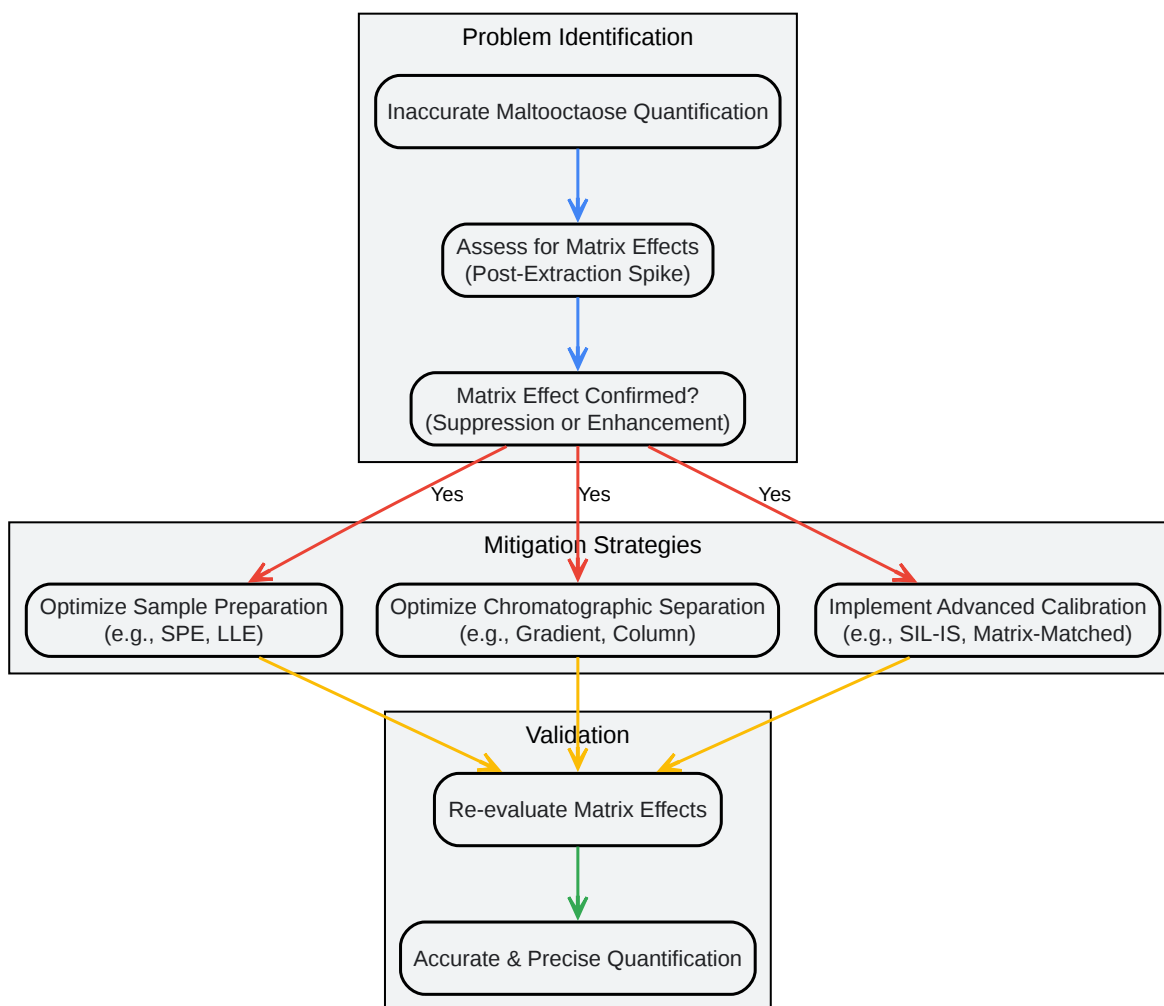 Problem Identification
Inaccurate Maltooctaose Quantification
Assess for Matrix Effects
(Post-Extraction Spike)
Matrix Effect Confirmed?
(Suppression or Enhancement)
Yes
Yes
Yes
Mitigation Strategies
Optimize Sample Preparation
(e.g., SPE, LLE)
Optimize Chromatographic Separation
(e.g., Gradient, Column)
Implement Advanced Calibration
(e.g., SIL-IS, Matrix-Matched)
Validation
Re-evaluate Matrix Effects
Accurate & Precise Quantification